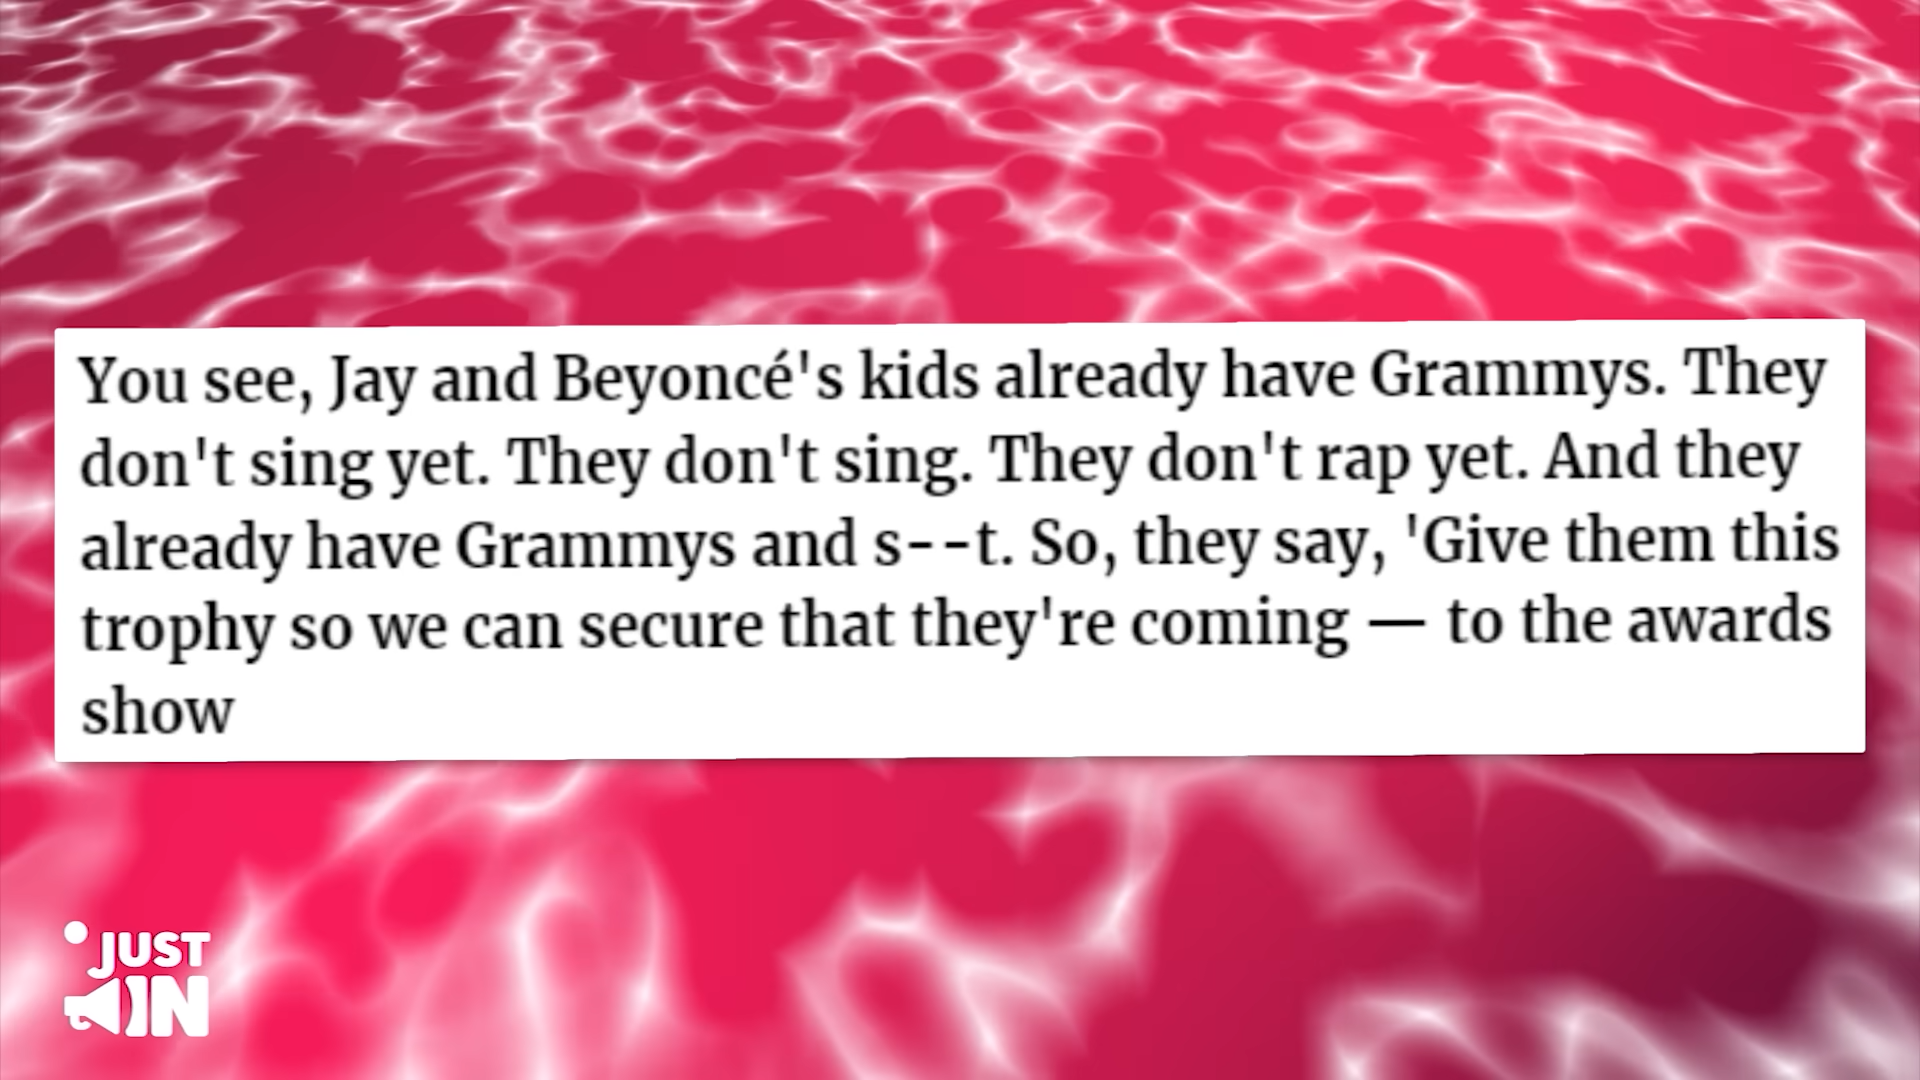 You see, Jay and Beyoncé's kids already have Grammys. They
don't sing yet. They don't sing. They don't rap yet. And they
already have Grammys and s--t. So, they say, 'Give them this
trophy so we can secure that they're coming — to the awards
show
JUST
IN